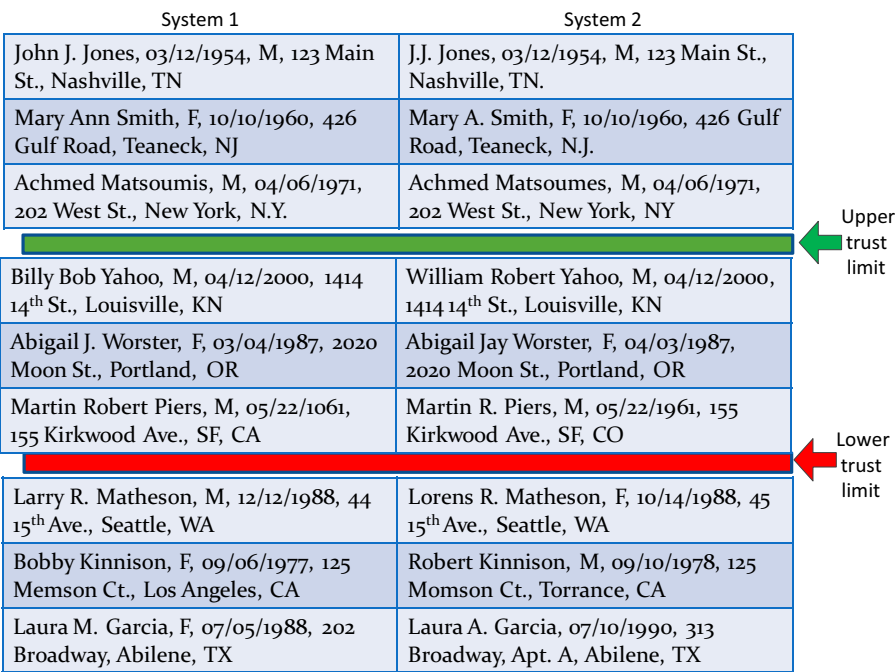 System 1
System 2
John J. Jones, 03/12/1954, M, 123 Main
St., Nashville, TN
J.J. Jones, 03/12/1954, M, 123 Main St.,
Nashville, TN.
Mary Ann Smith, F, 10/10/1960, 426
Gulf Road, Teaneck, NJ
Mary A. Smith, F, 10/10/1960, 426 Gulf
Road, Teaneck, N.J.
Achmed Matsoumis, M, 04/06/1971,
202 West St., New York, N.Y.
Achmed Matsoumes, M, 04/06/1971,
202 West St., New York, NY
Upper
trust
limit
Billy Bob Yahoo, M, 04/12/2000, 1414
14th St., Louisville, KN
William Robert Yahoo, M, 04/12/2000,
1414 14th St., Louisville, KN
Abigail J. Worster, F, 03/04/1987, 2020
Moon St., Portland, OR
Abigail Jay Worster, F, 04/03/1987,
2020 Moon St., Portland, OR
Martin Robert Piers, M, 05/22/1061,
155 Kirkwood Ave., SF, CA
Martin R. Piers, M, 05/22/1961, 155
Kirkwood Ave., SF, CO
Lower
trust
limit
Larry R. Matheson, M, 12/12/1988, 44
15th Ave., Seattle, WA
Lorens R. Matheson, F, 10/14/1988, 45
15th Ave., Seattle, WA
Bobby Kinnison, F, 09/06/1977, 125
Memson Ct., Los Angeles, CA
Robert Kinnison, M, 09/10/1978, 125
Momson Ct., Torrance, CA
Laura M. Garcia, F, 07/05/1988, 202
Broadway, Abilene, TX
Laura A. Garcia, 07/10/1990, 313
Broadway, Apt. A, Abilene, TX